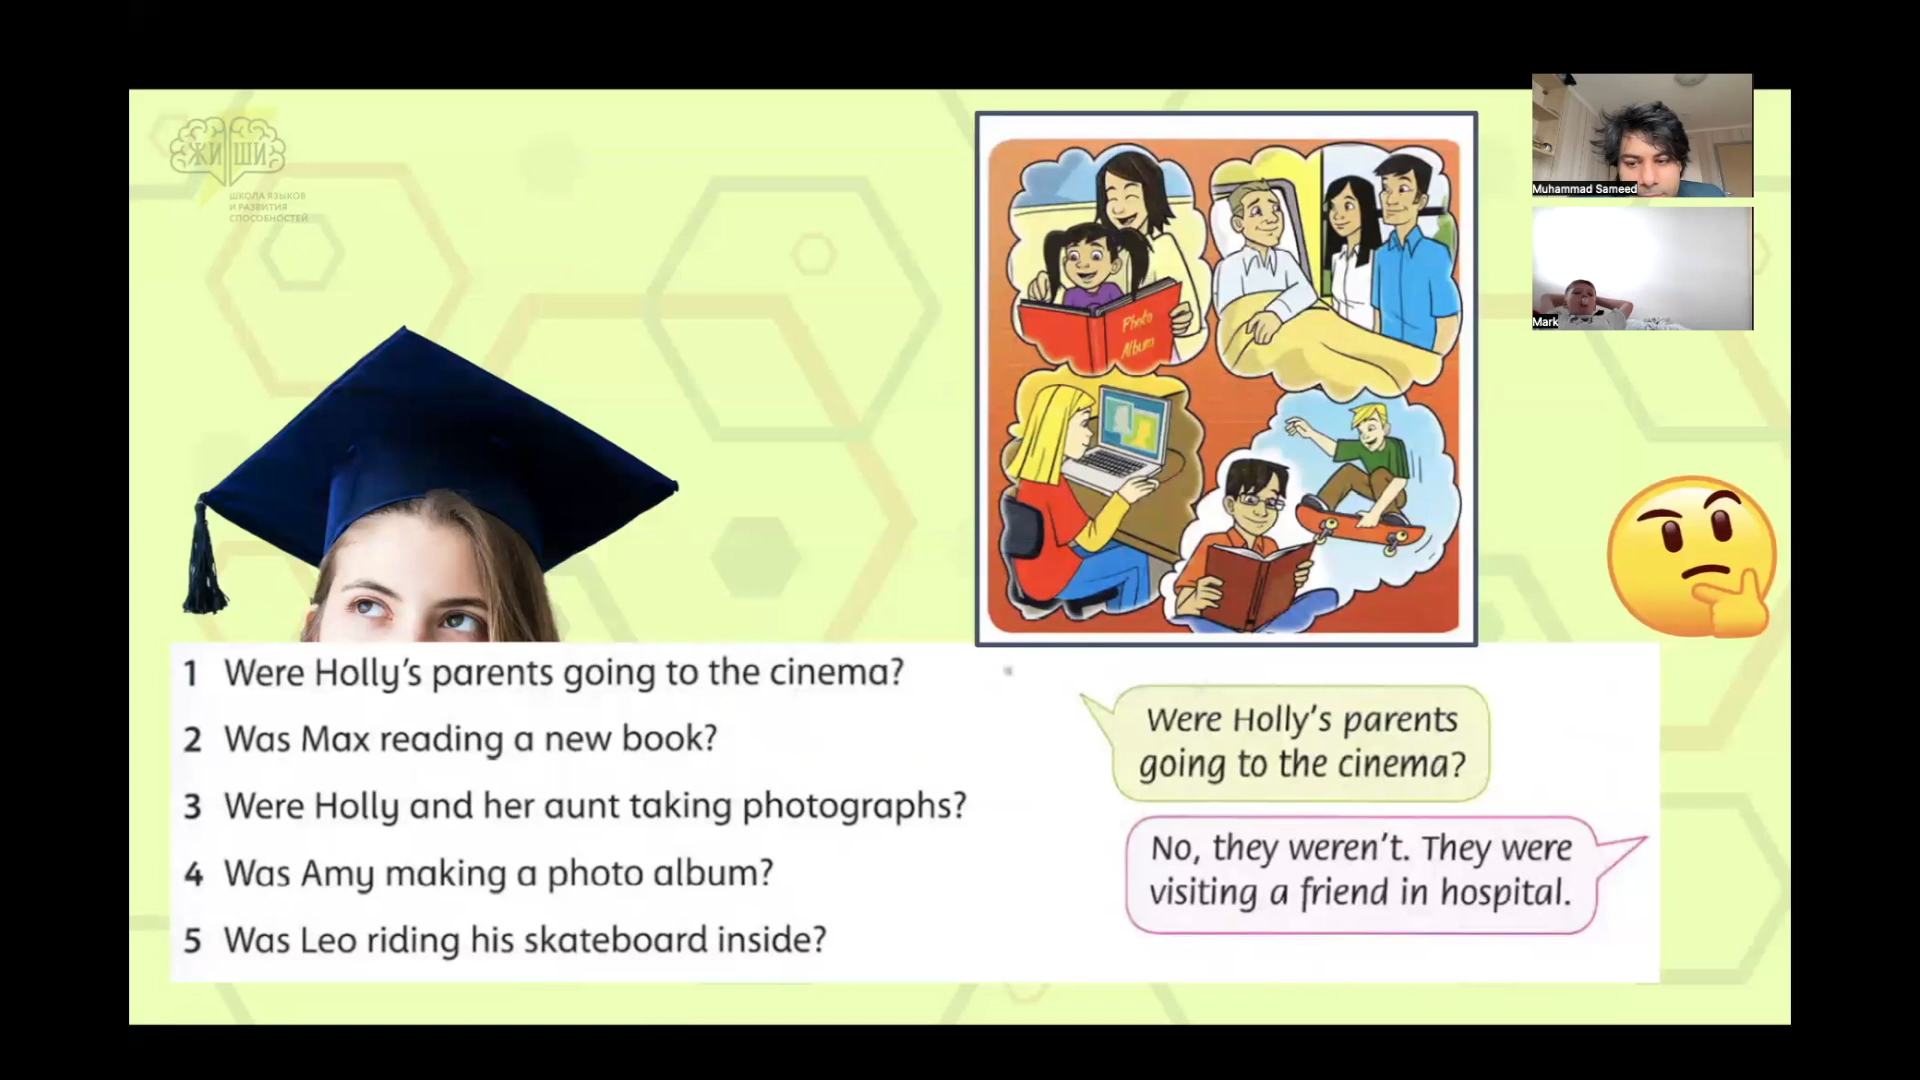 ЖИ ШИ
ШКОЛА ЯЗЫКОВ
И РАЗВИТИЯ
СПОСОБНОСТЕЙ
Photo
Album
Muhammad Sameed
Mark
1 Were Holly's parents going to the cinema?
2 Was Max reading a new book?
3 Were Holly and her aunt taking photographs?
4 Was Amy making a photo album?
5 Was Leo riding his skateboard inside?
Were Holly's parents
going to the cinema?
No, they weren't. They were
visiting a friend in hospital.